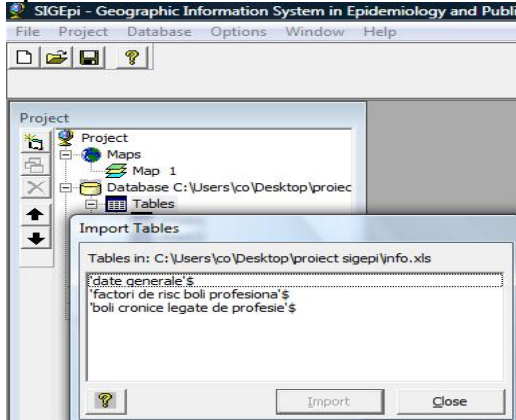 SIGEpi - Geographic Information System in Epidemiology and Publi
File Project Database Options Window Help
Project
Project
Maps
Map 1
Database C:\Users\co\Desktop\proiec
Tables
Import Tables
Tables in: C:\Users\co\Desktop\proiect sigepi\info.xls
'date generale'$
'factori de risc boli profesiona'$
'boli cronice legate de profesie'$
Import Close